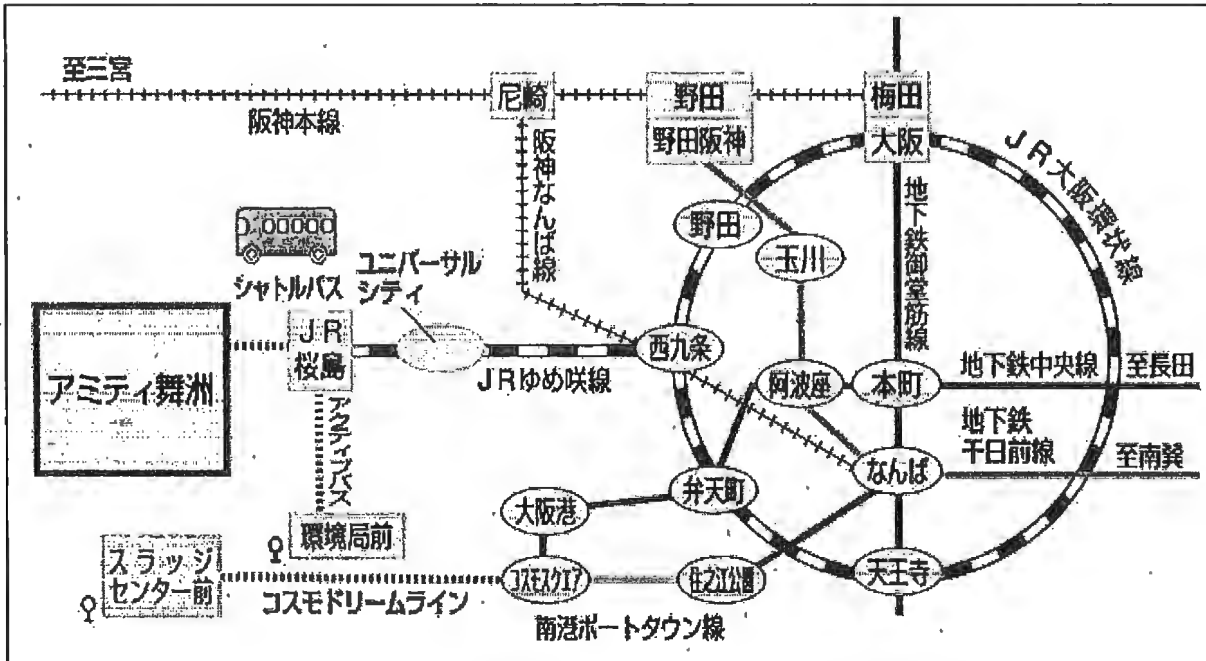 至三宮
阪神本線
尼崎
野田
野田阪神
梅田
大阪
JR大阪環状線
阪神なんば線
地下鉄御堂筋線
野田
玉川
シャトルバス
ユニバーサル
シティ
アミティ舞洲
JR
桜島
JRゆめ咲線
西九条
阿波座
本町
地下鉄中央線
至長田
地下鉄
千日前線
至南巽
なんば
アクティブバス
弁天町
大阪港
環境局前
スラッジ
センター前
コスモドリームライン
コスモスクエア
住之江公園
天王寺
南港ポートタウン線